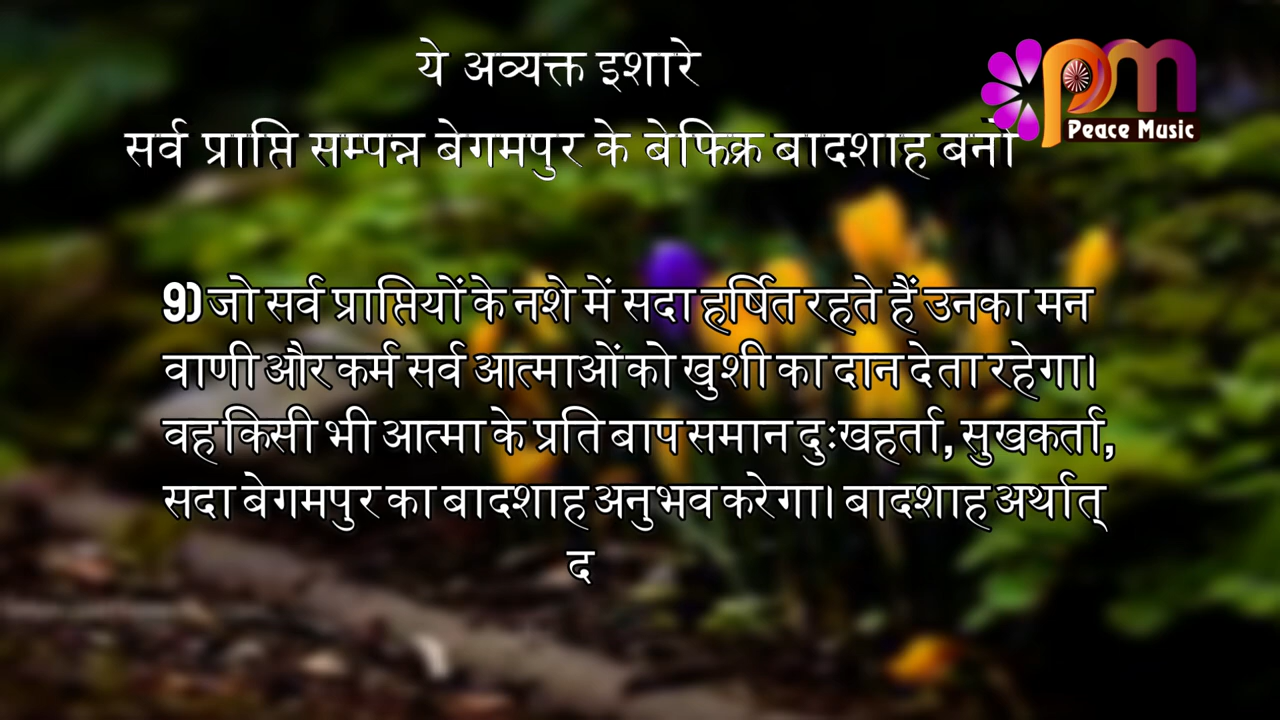 ये अव्यक्त इशारे
सर्व प्राप्ति सम्पन्न बेगमपुर के बेफिक्र बादशाह बनो
pm
Peace Music
9) जो सर्व प्राप्तियों के नशे में सदा हर्षित रहते हैं उनका मन
वाणी और कर्म सर्व आत्माओं को खुशी का दान देता रहेगा।
वह किसी भी आत्मा के प्रति बाप समान दुःखहर्ता, सुखकर्ता,
सदा बेगमपुर का बादशाह अनुभव करेगा। बादशाह अर्थात्
द